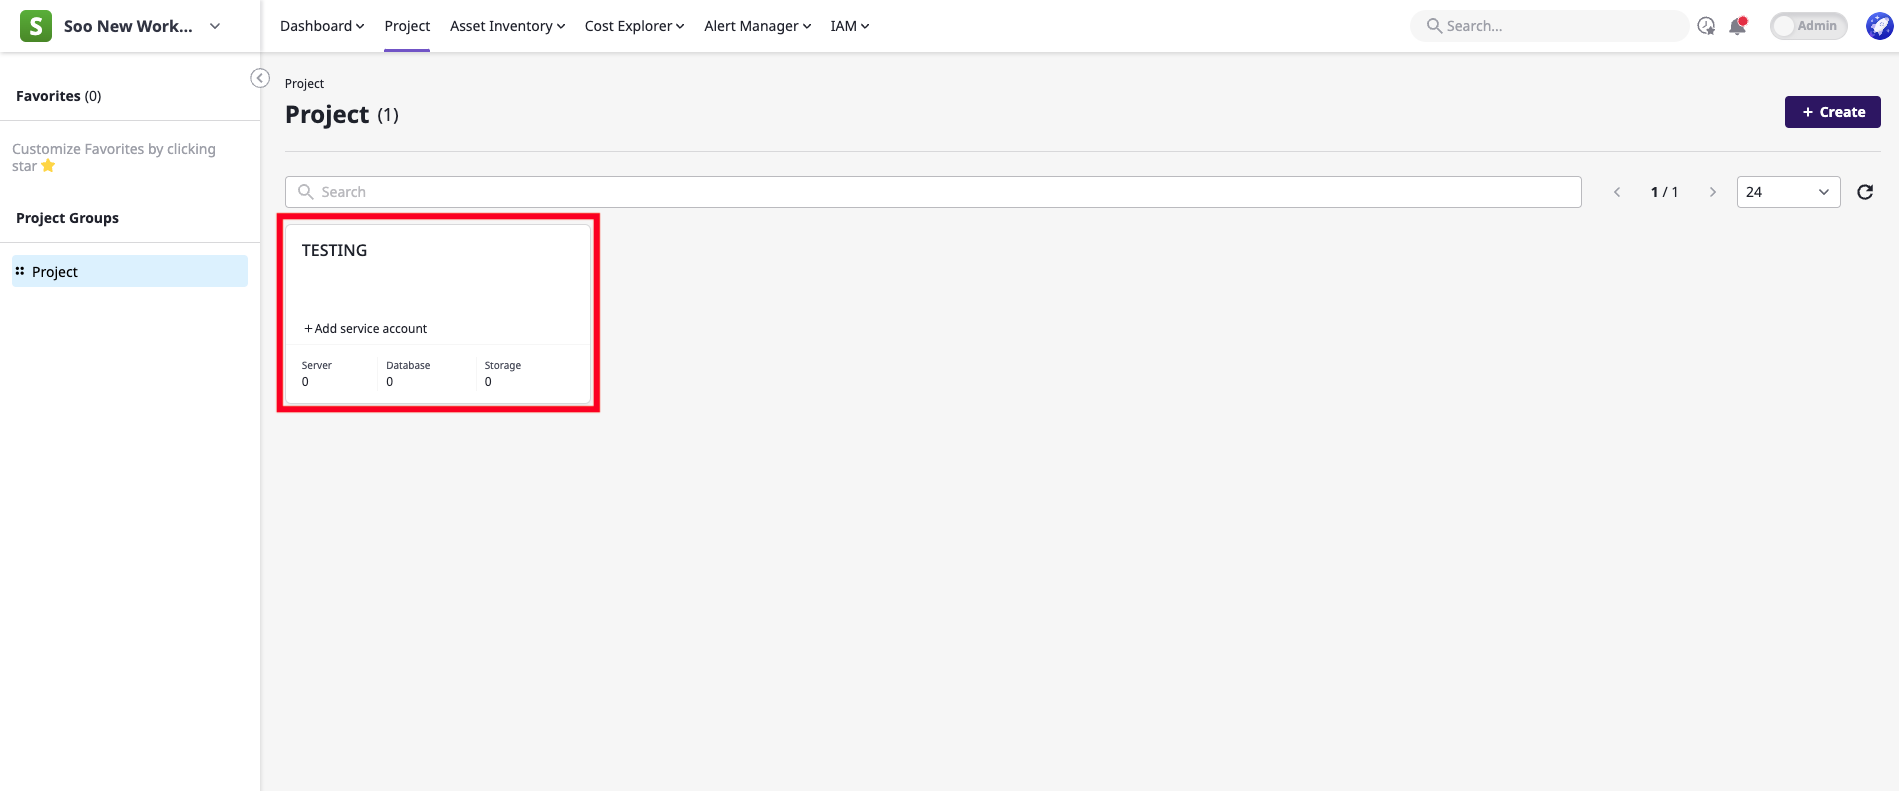 S Soo New Work... Dashboard Project Asset Inventory Cost Explorer Alert Manager IAM Search... Admin
Favorites (0)
Customize Favorites by clicking
star
Project Groups
Project
Project
Project (1)
+ Create
Search
1 / 1
24
TESTING
+ Add service account
Server Database Storage
0 0 0